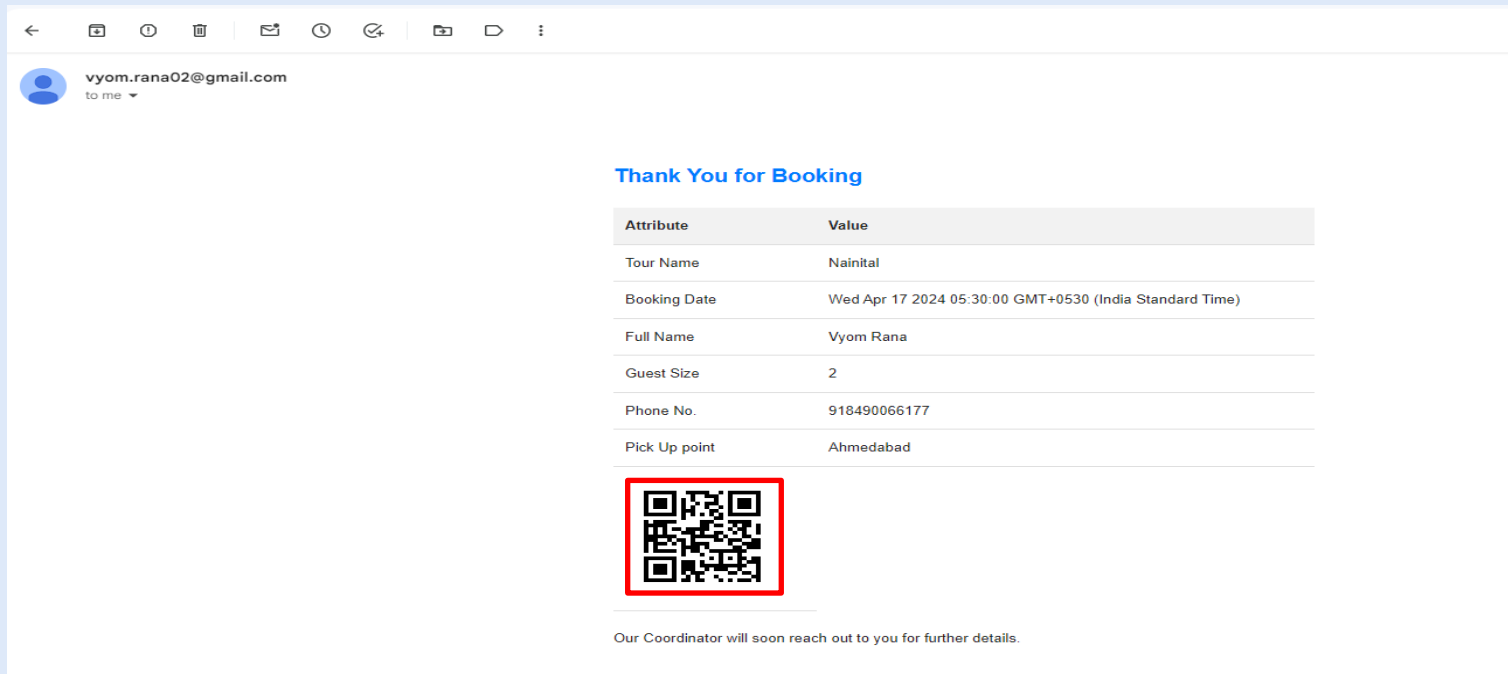 vyom.rana02@gmail.com
to me
Thank You for Booking
Attribute Value
Tour Name Nainital
Booking Date Wed Apr 17 2024 05:30:00 GMT+0530 (India Standard Time)
Full Name Vyom Rana
Guest Size 2
Phone No. 918490066177
Pick Up point Ahmedabad
Our Coordinator will soon reach out to you for further details.